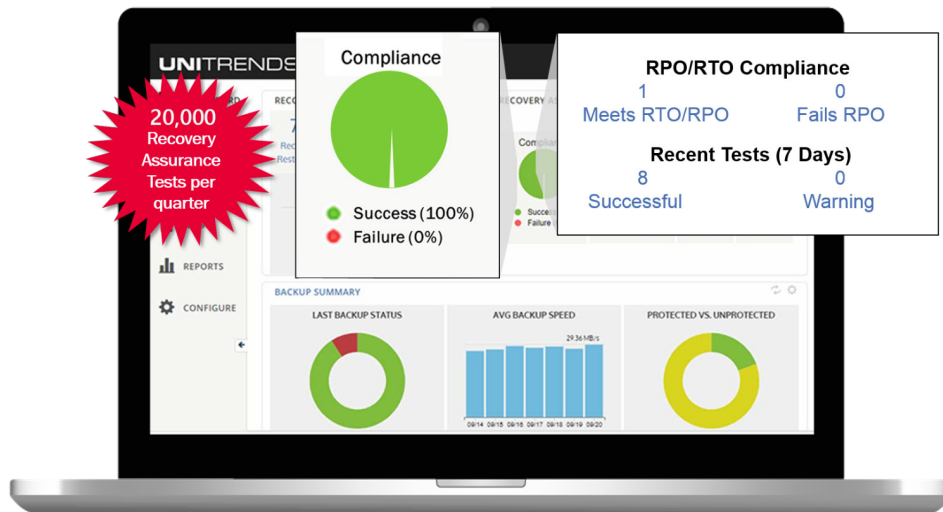 UNITRENDS
20,000
Recovery
Assurance
Tests per
quarter
Compliance
Success (100%)
Failure (0%)
RPO/RTO Compliance
1 0
Meets RTO/RPO Fails RPO
Recent Tests (7 Days)
8 0
Successful Warning
RECOVERY
REPORTS
CONFIGURE
BACKUP SUMMARY
LAST BACKUP STATUS
AVG BACKUP SPEED
PROTECTED VS. UNPROTECTED
29.36 MB/s
09/14 09/15 09/16 09/17 09/18 09/19 09/20